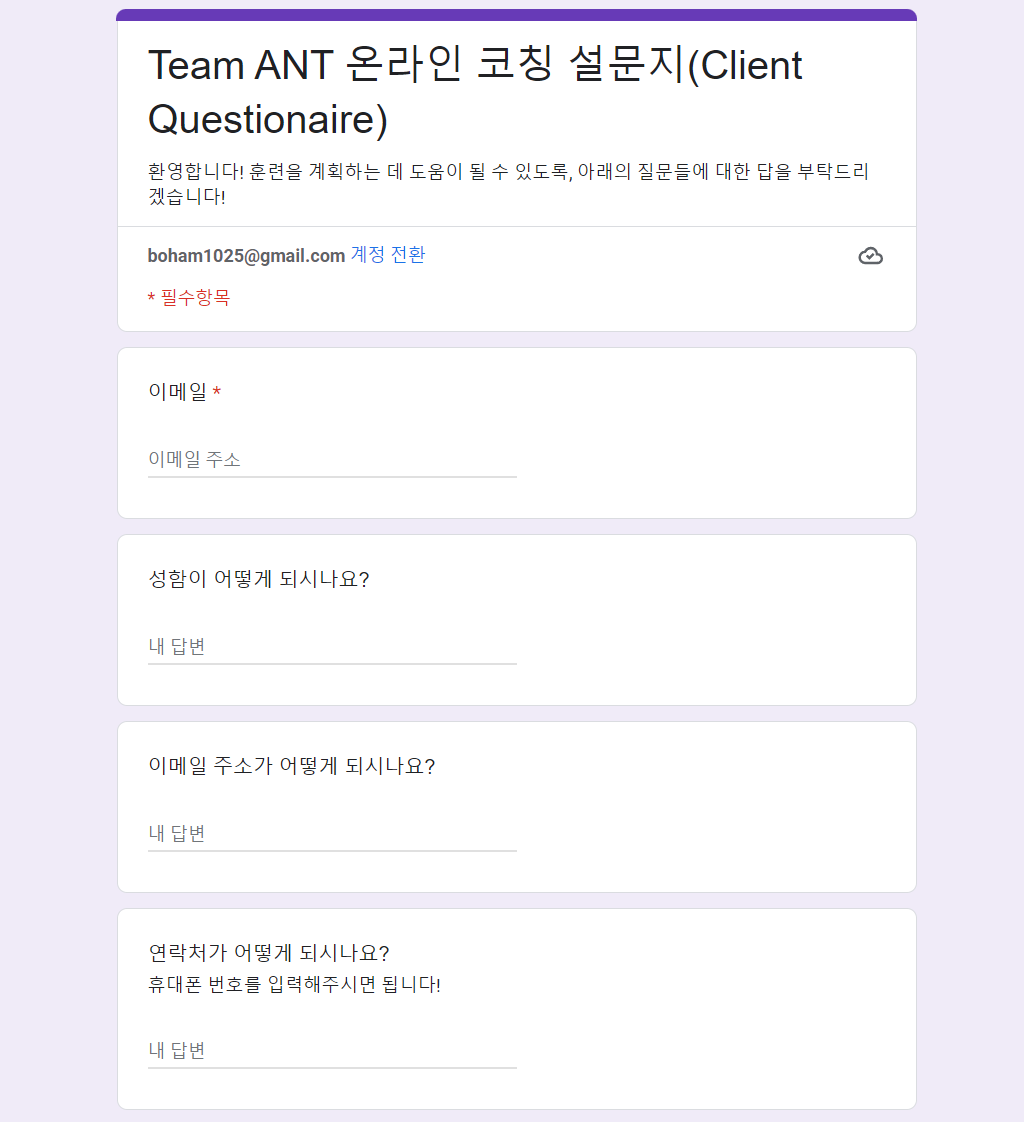 Team ANT 온라인 코칭 설문지(Client
Questionaire)
환영합니다! 훈련을 계획하는 데 도움이 될 수 있도록, 아래의 질문들에 대한 답을 부탁드리
겠습니다!
boham1025@gmail.com 계정 전환
* 필수항목
이메일 *
이메일 주소
성함이 어떻게 되시나요?
내 답변
이메일 주소가 어떻게 되시나요?
내 답변
연락처가 어떻게 되시나요?
휴대폰 번호를 입력해주시면 됩니다!
내 답변